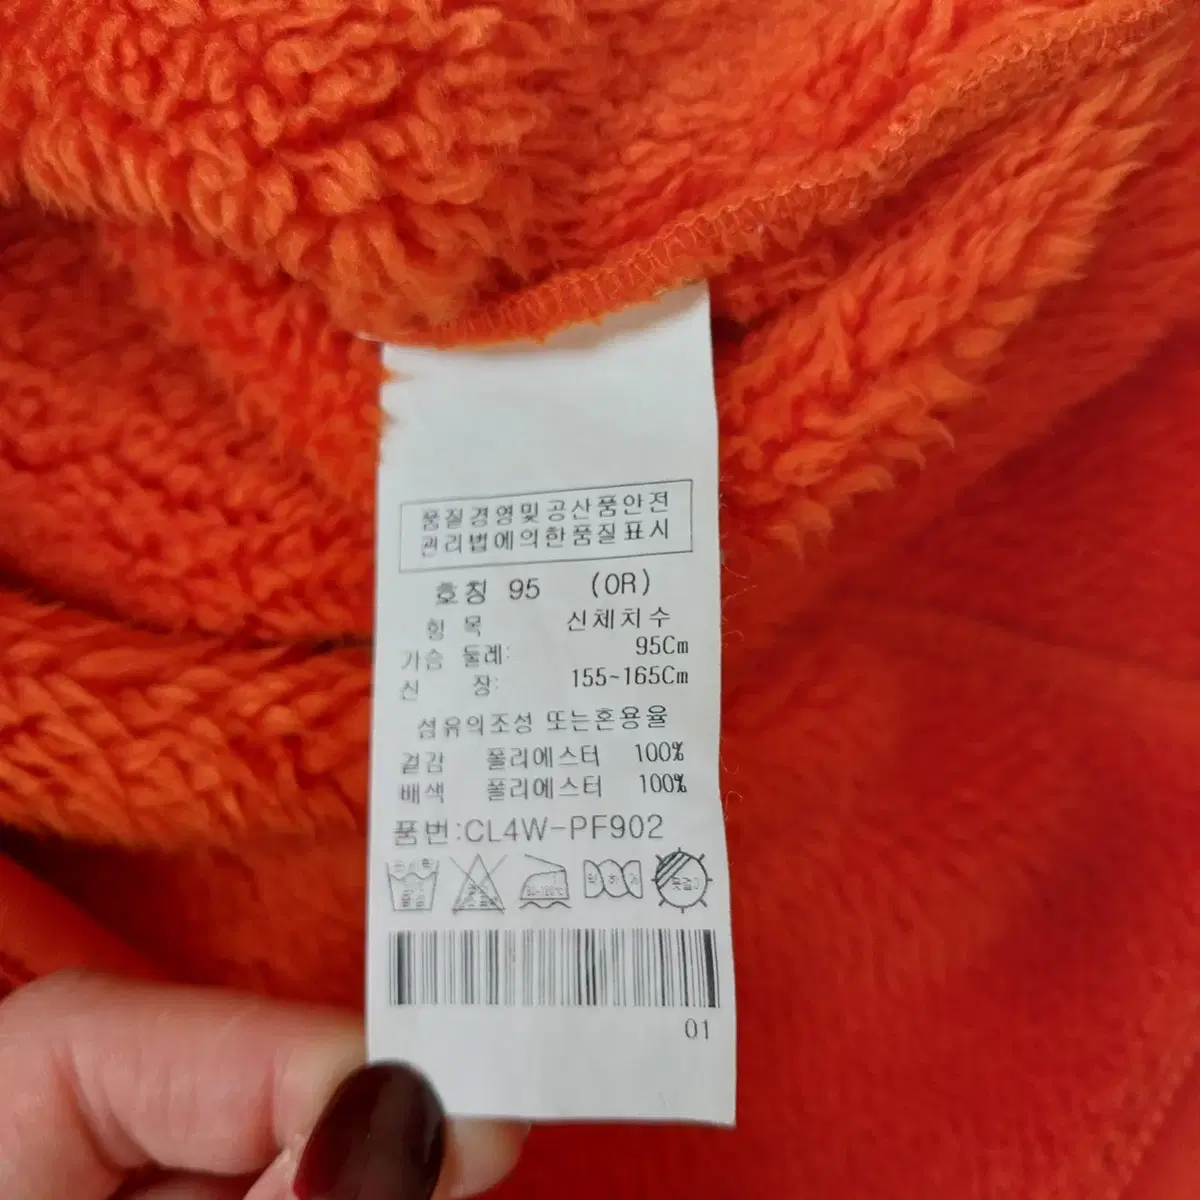 품질경영및공산품안전
관리법에의한품질표시
호칭 95 (OR)
항 목 신체치수
가슴 둘레: 95Cm
신 장: 155~165Cm
섬유의조성 또는혼용율
겉감 폴리에스터 100%
배색 폴리에스터 100%
품번:CL4W-PF902
옷걸이
01